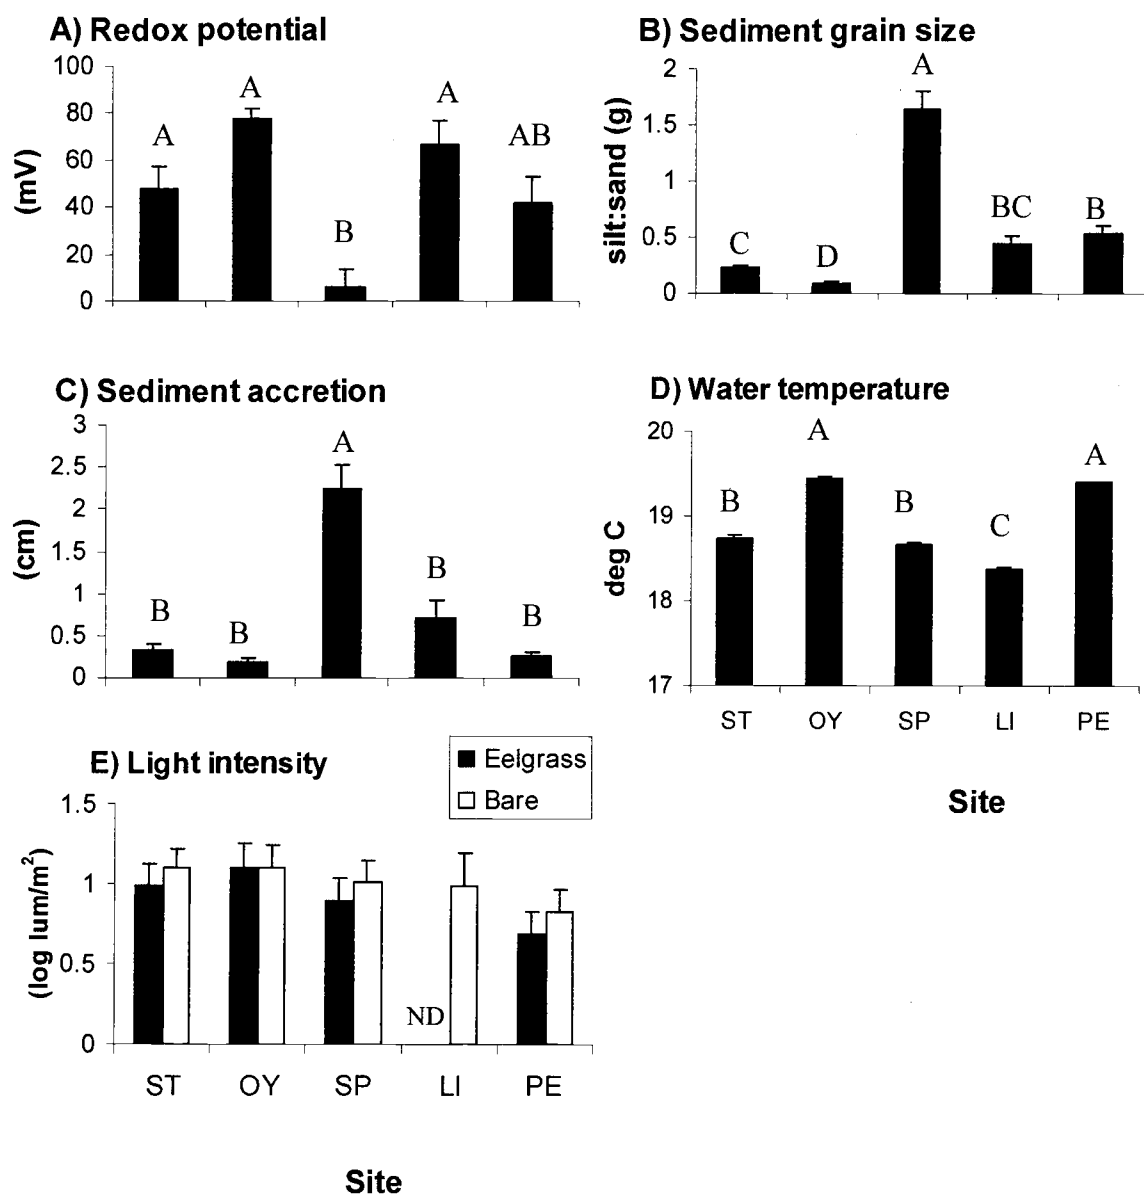 A) Redox potential
100
80
60
40
20
0
(mV)
A
A
B
A
AB
B) Sediment grain size
2
1.5
1
0.5
0
silt:sand (g)
C
D
A
BC
B
C) Sediment accretion
3
2.5
2
1.5
1
0.5
0
(cm)
B
B
A
B
B
D) Water temperature
20
19
18
17
deg C
B
A
B
C
A
ST OY SP LI PE
Site
E) Light intensity
Eelgrass
Bare
1.5
1
0.5
0
(log lum/m²)
ND
ST OY SP LI PE
Site